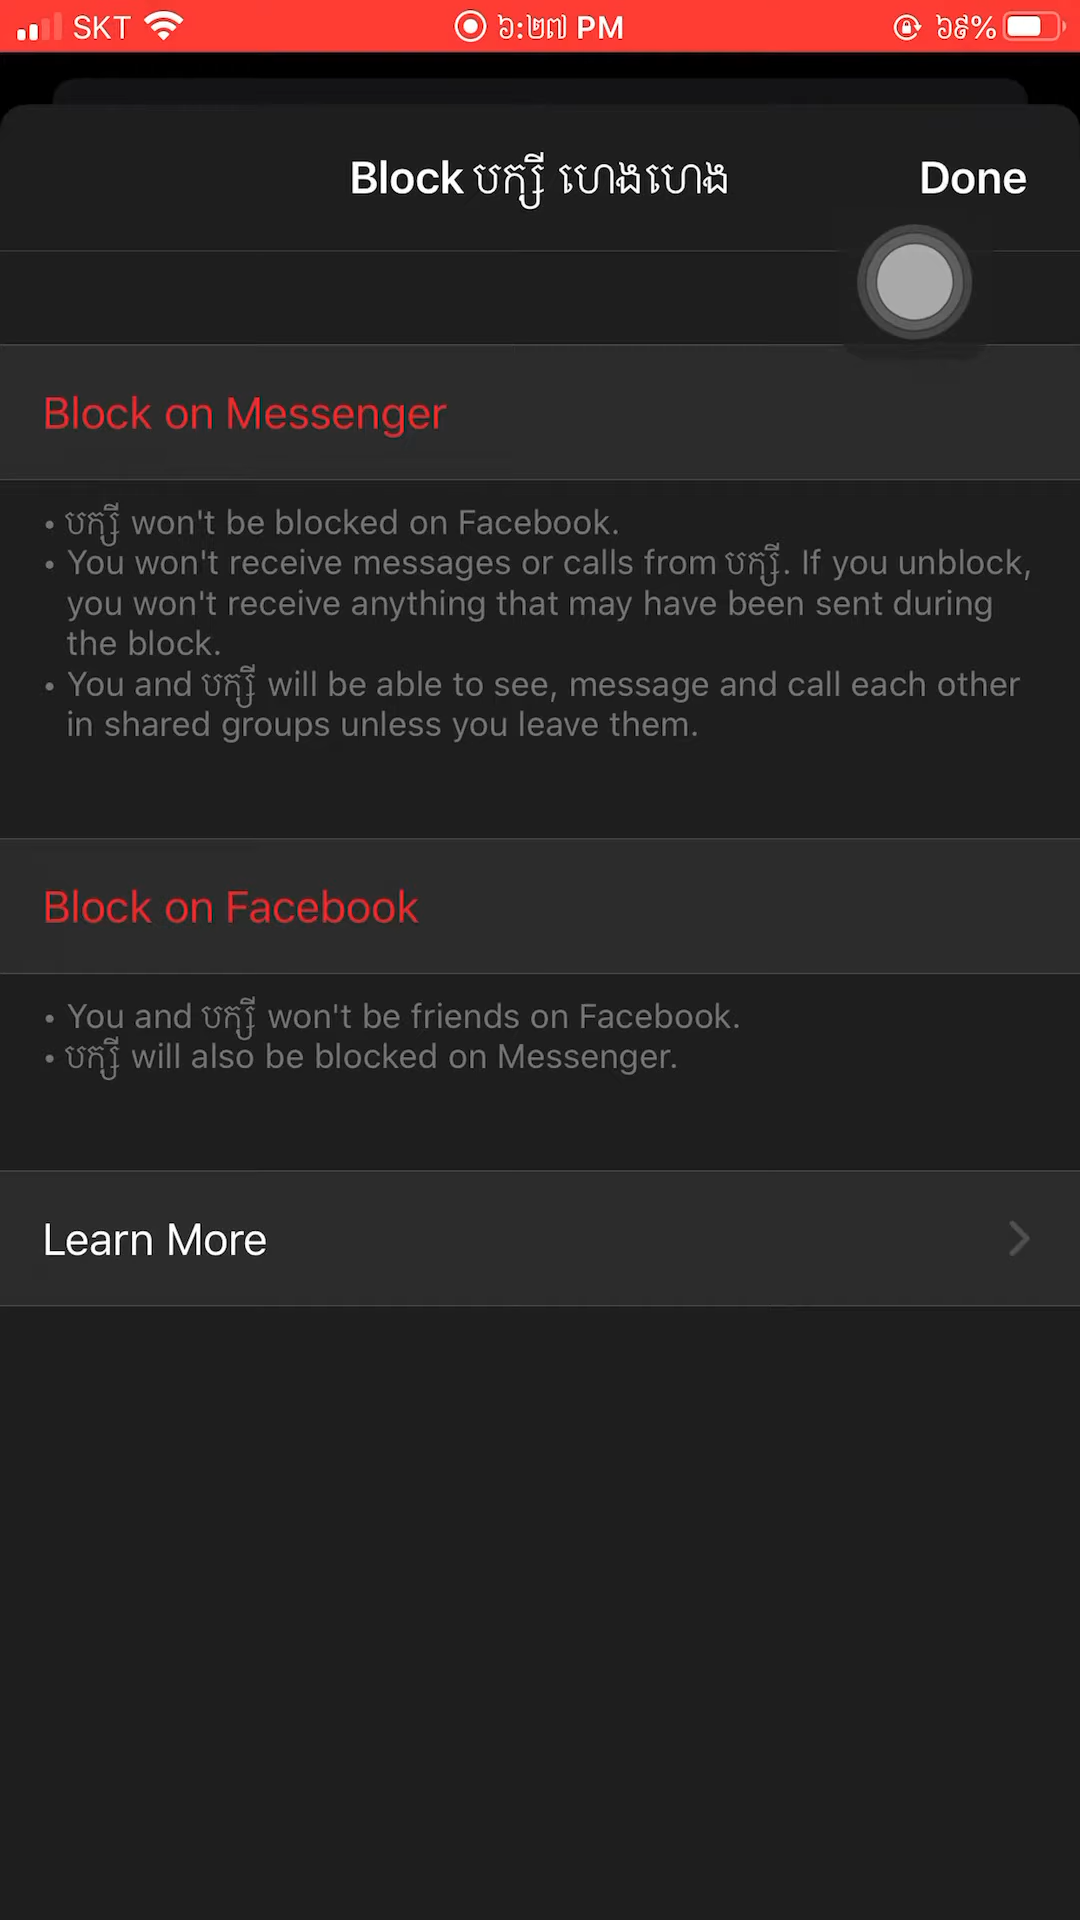 SKT ៦:២៧ PM ៦៩%
Block បក្សី ហេងហេង Done
Block on Messenger
• បក្សី won't be blocked on Facebook.
• You won't receive messages or calls from បក្សី. If you unblock,
you won't receive anything that may have been sent during
the block.
• You and បក្សី will be able to see, message and call each other
in shared groups unless you leave them.
Block on Facebook
• You and បក្សី won't be friends on Facebook.
• បក្សី will also be blocked on Messenger.
Learn More